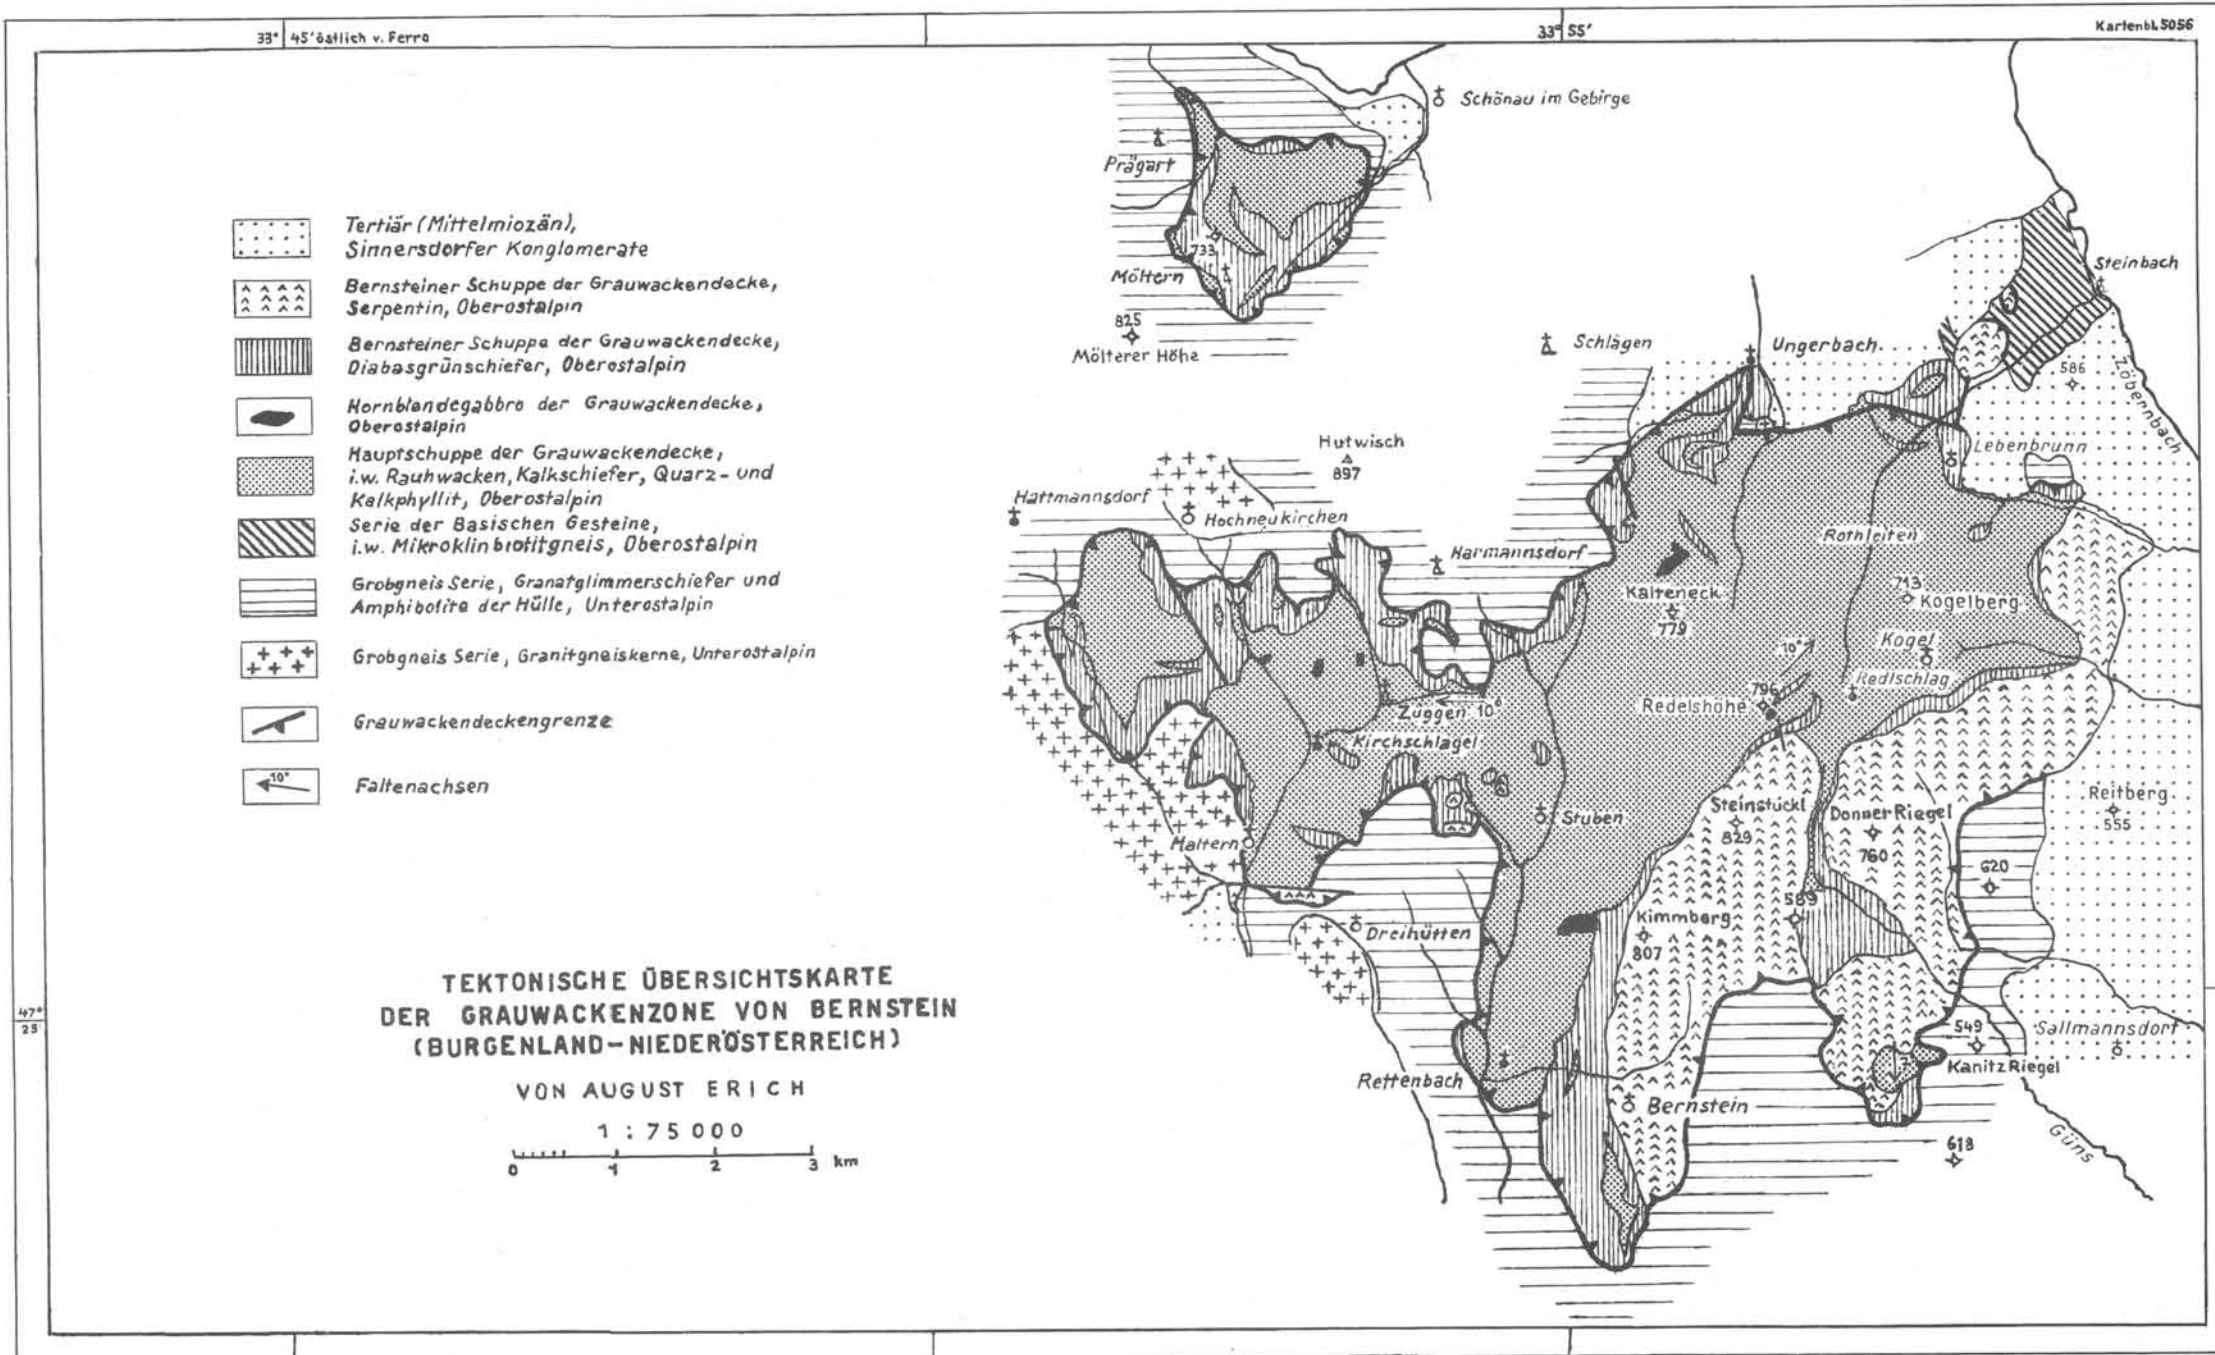 33° 45' östlich v. Ferro
33° 55'
Kartenbl. 5056
Schönau im Gebirge
Prägart
733
Möltern
825
Mölterer Höhe
Tertiär (Mittelmiozän),
Sinnersdorfer Konglomerate
Bernsteiner Schuppe der Grauwackendecke,
Serpentin, Oberostalpin
Bernsteiner Schuppe der Grauwackendecke,
Diabasgrünschiefer, Oberostalpin
Hornblendegabbro der Grauwackendecke,
Oberostalpin
Hauptschuppe der Grauwackendecke,
i.w. Rauhwacken, Kalkschiefer, Quarz- und
Kalkphyllit, Oberostalpin
Serie der Basischen Gesteine,
i.w. Mikroklinbiotitgneis, Oberostalpin
Grobgneis Serie, Granatglimmerschiefer und
Amphibolite der Hülle, Unterostalpin
Grobgneis Serie, Granitgneiskerne, Unterostalpin
Grauwackendeckengrenze
10°
Faltenachsen
Steinbach
Schlägen
Ungerbach
586
Zöbernbach
Hutwisch
897
Lebenbrunn
Hattmannsdorf
Hochneukirchen
Harmannsdorf
Rothleiten
Kalteneck
779
713
Kogelberg
Kogel
10°
Redlschlag
796
Redelshöhe
Zuggen 10°
Kirchschlagel
Steinstückl
829
Donner Riegel
760
Reitberg
555
Stuben
Maltern
620
589
Kimmberg
807
Dreihütten
TEKTONISCHE ÜBERSICHTSKARTE
DER GRAUWACKENZONE VON BERNSTEIN
(BURGENLAND-NIEDERÖSTERREICH)
VON AUGUST ERICH
1 : 75 000
0 1 2 3 km
47°
25'
549
Sallmannsdorf
Kanitz Riegel
Rettenbach
Bernstein
Güns
618